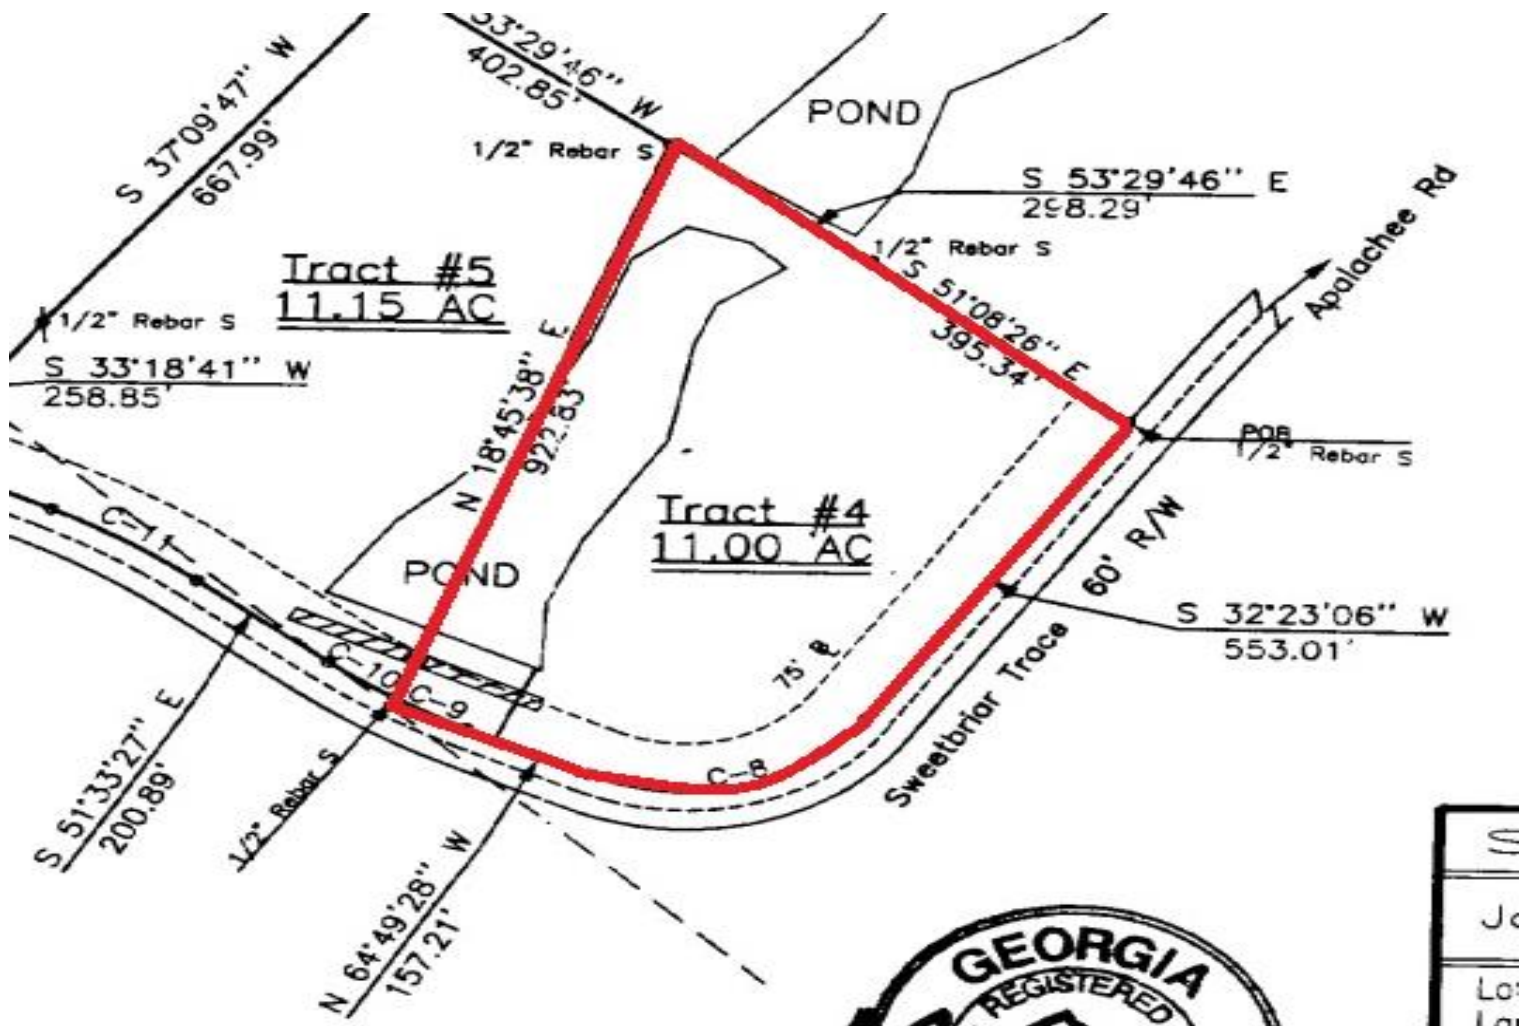 53°29'46" W
402.85'
S 37°09'47" W
667.99'
1/2" Rebar S
POND
S 53°29'46" E
298.29'
1/2" Rebar S
S 51°08'26" E
395.34'
Apalachee Rd
Tract #5
11.15 AC
1/2" Rebar S
S 33°18'41" W
258.85'
N 18°45'38" E
922.83'
POB
1/2" Rebar S
Tract #4
11.00 AC
POND
C-11
C-10
C-9
C-8
75'
60' R/W
Sweetbriar Trace
S 32°23'06" W
553.01'
S 51°33'27" E
200.89'
1/2" Rebar S
N 64°49'28" W
157.21'
GEORGIA
REGISTERED